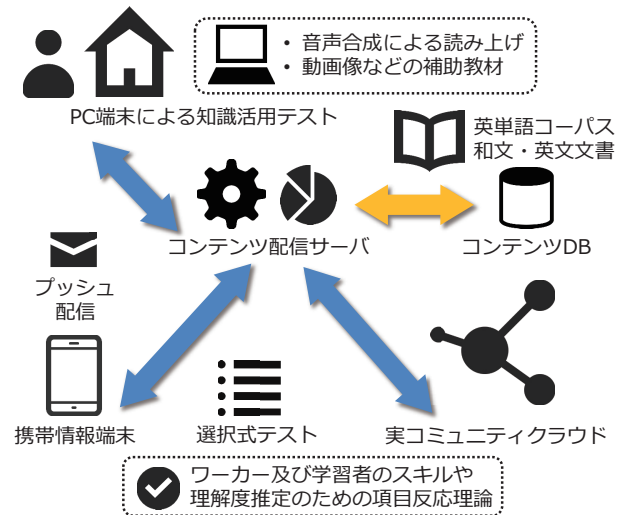 ・ 音声合成による読み上げ
・ 動画像などの補助教材
PC端末による知識活用テスト
英単語コーパス
和文・英文文書
コンテンツ配信サーバ
コンテンツDB
プッシュ
配信
携帯情報端末
選択式テスト
実コミュニティクラウド
ワーカー及び学習者のスキルや
理解度推定のための項目反応理論